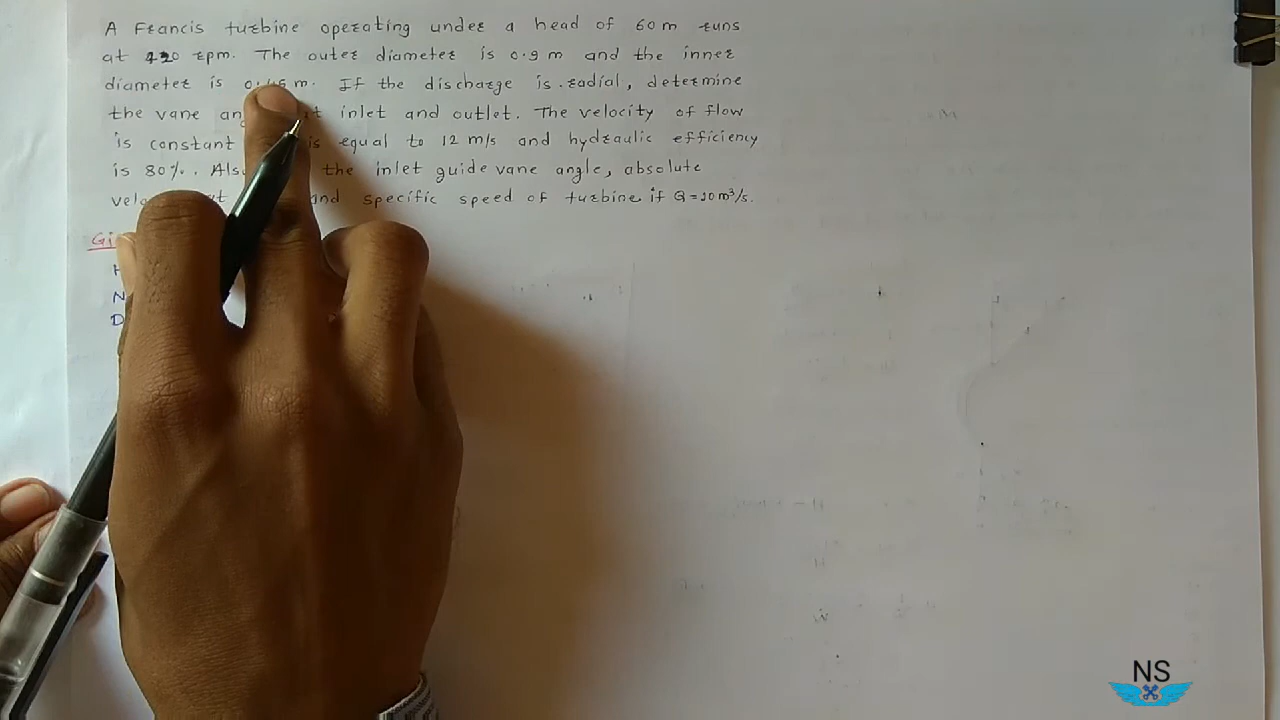 A Francis turbine operating under a head of 60 m runs
at 420 rpm. The outer diameter is 0.9 m and the inner
diameter is m. If the discharge is radial, determine
the vane inlet and outlet. The velocity of flow
is constant is equal to 12 m/s and hydraulic efficiency
is 80%. the inlet guide vane angle, absolute
and specific speed of turbine if Q = 10 m³/s.
NS